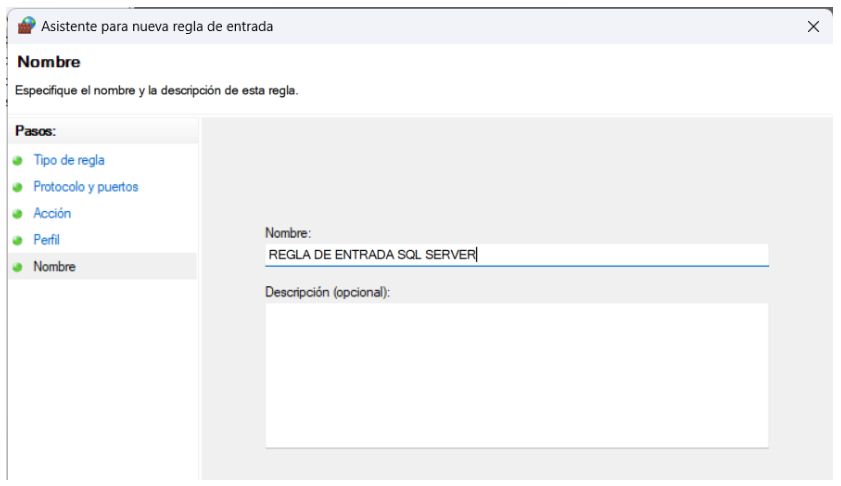 Asistente para nueva regla de entrada
Nombre
Especifique el nombre y la descripción de esta regla.
Pasos:
Tipo de regla
Protocolo y puertos
Acción
Perfil
Nombre
Nombre:
REGLA DE ENTRADA SQL SERVER
Descripción (opcional):